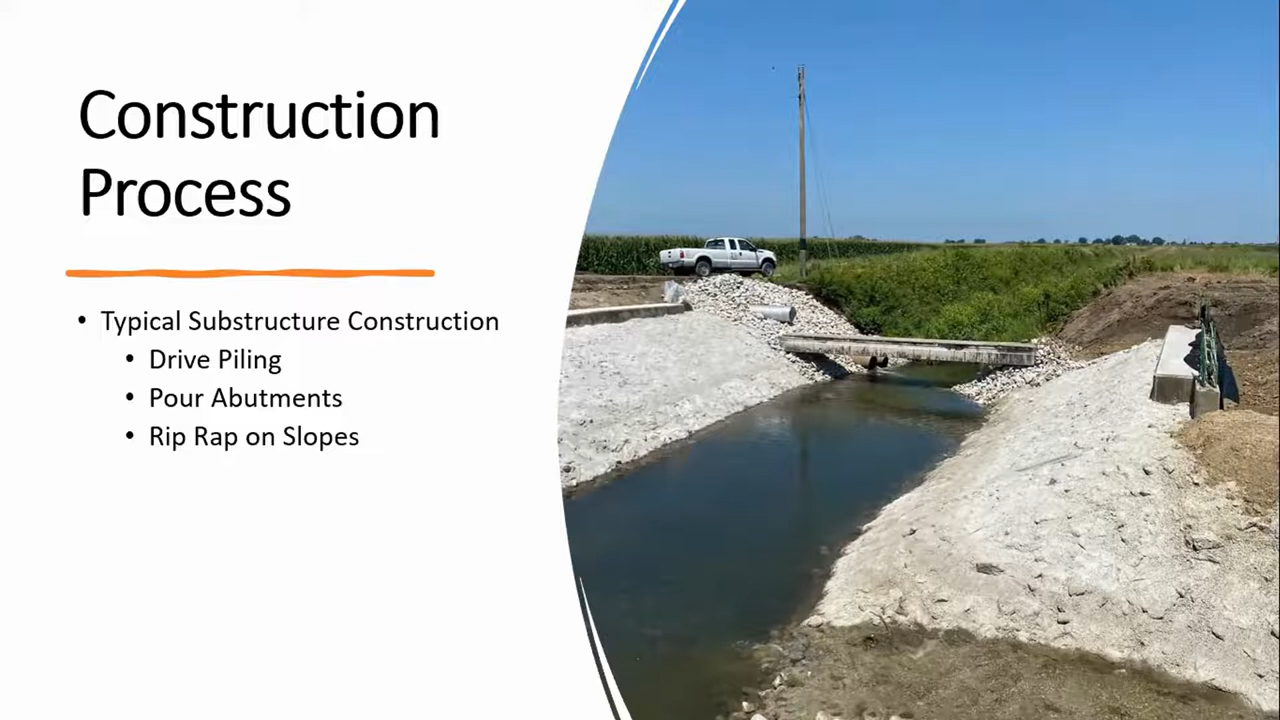 Construction
Process
• Typical Substructure Construction
• Drive Piling
• Pour Abutments
• Rip Rap on Slopes